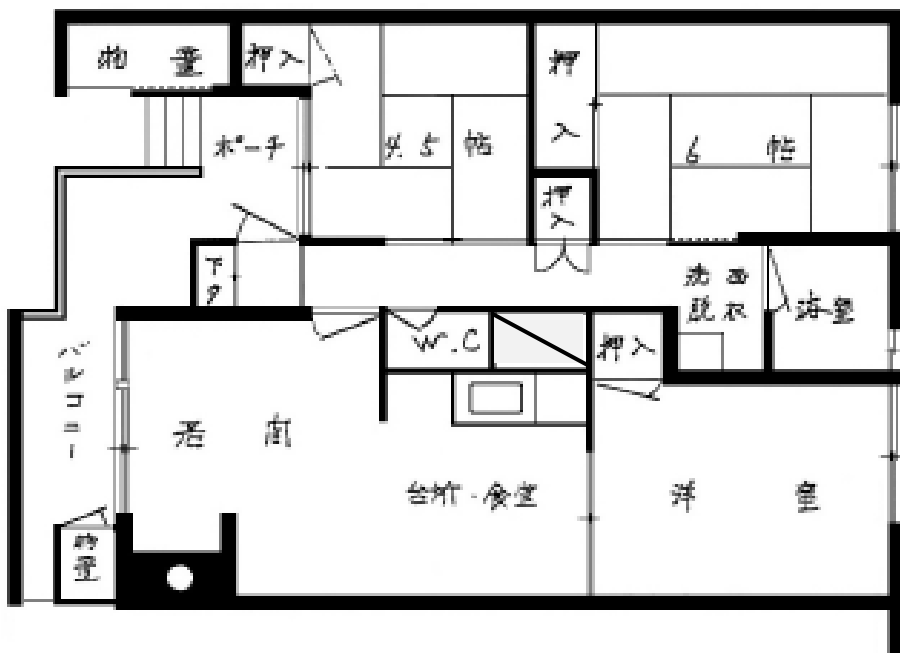 物置
押入
押入
ポーチ
4.5帖
6帖
押入
下タ
洗面
脱衣
浴室
W.C
押入
バルコニー
居間
台所・食堂
洋室
物置